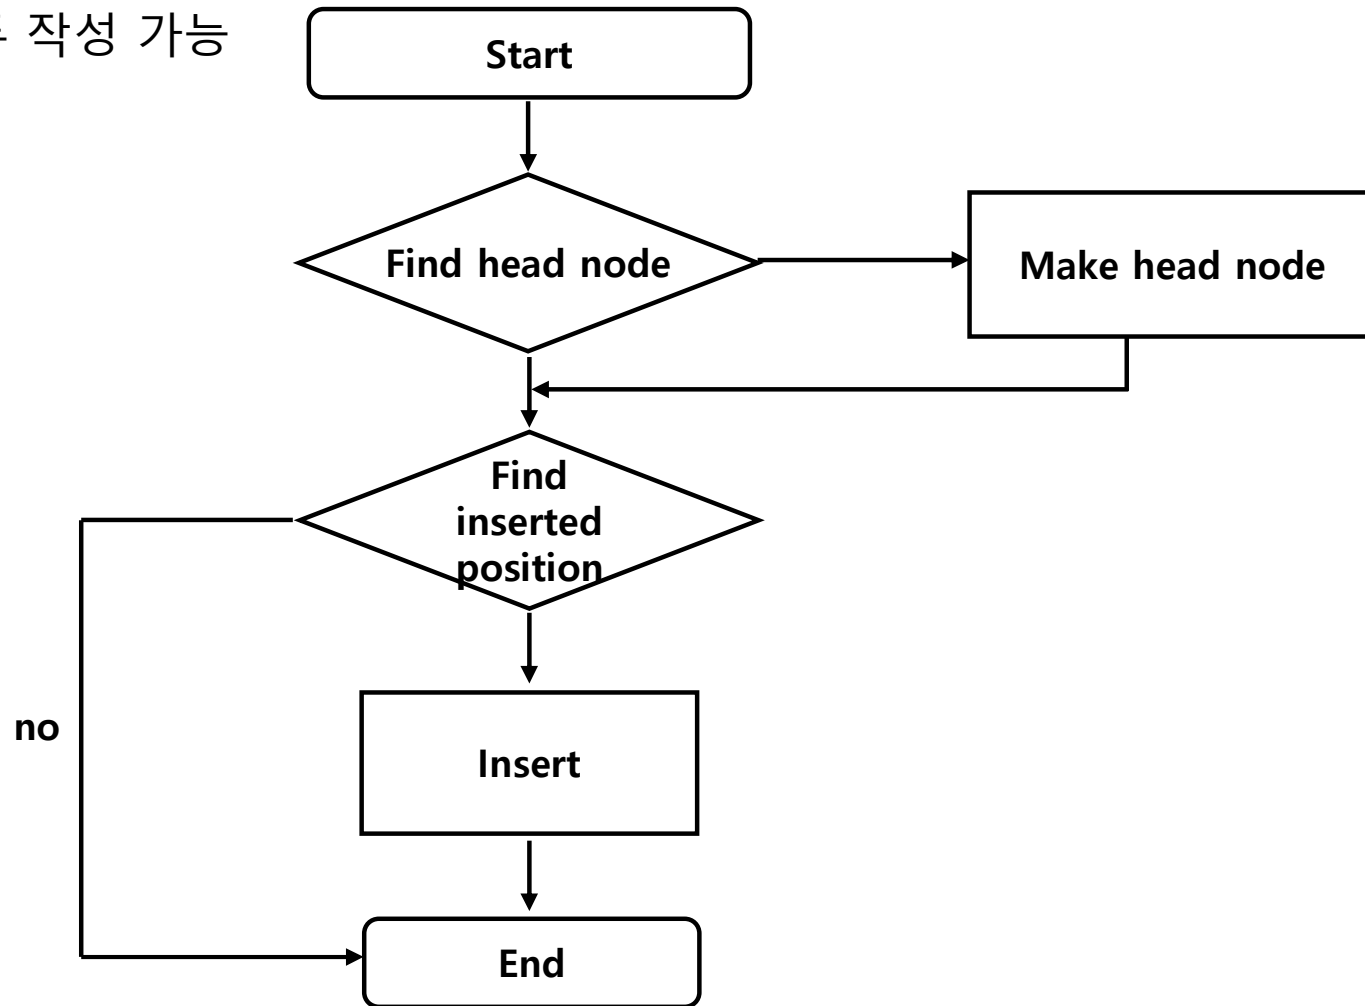 작성 가능
Start
Find head node
Make head node
Find
inserted
position
no
Insert
End